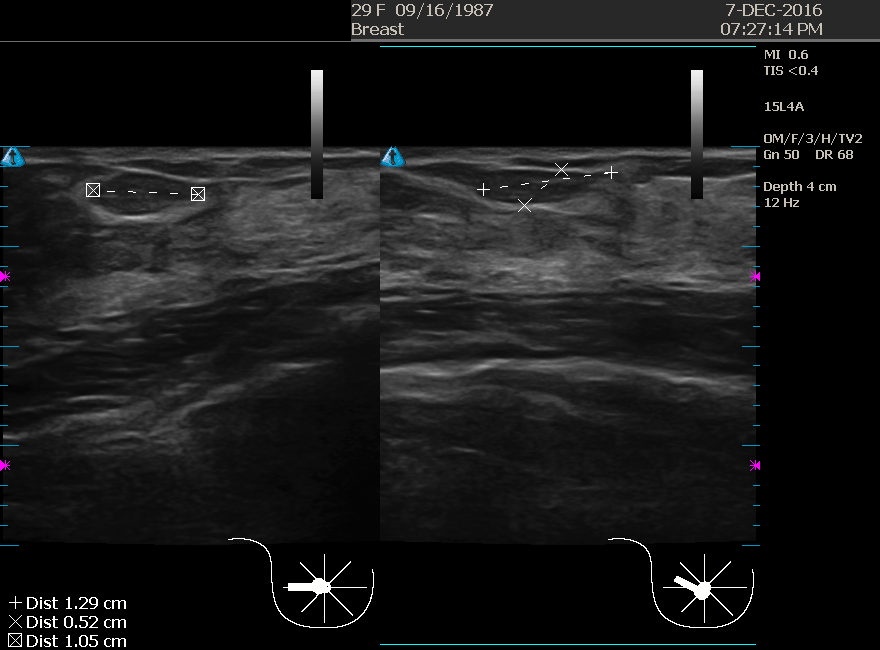 29 F 09/16/1987
7-DEC-2016
Breast
07:27:14 PM
MI 0.6
TIS <0.4
15L4A
OM/F/3/H/TV2
Gn 50 DR 68
Depth 4 cm
12 Hz
Dist 1.29 cm
Dist 0.52 cm
Dist 1.05 cm